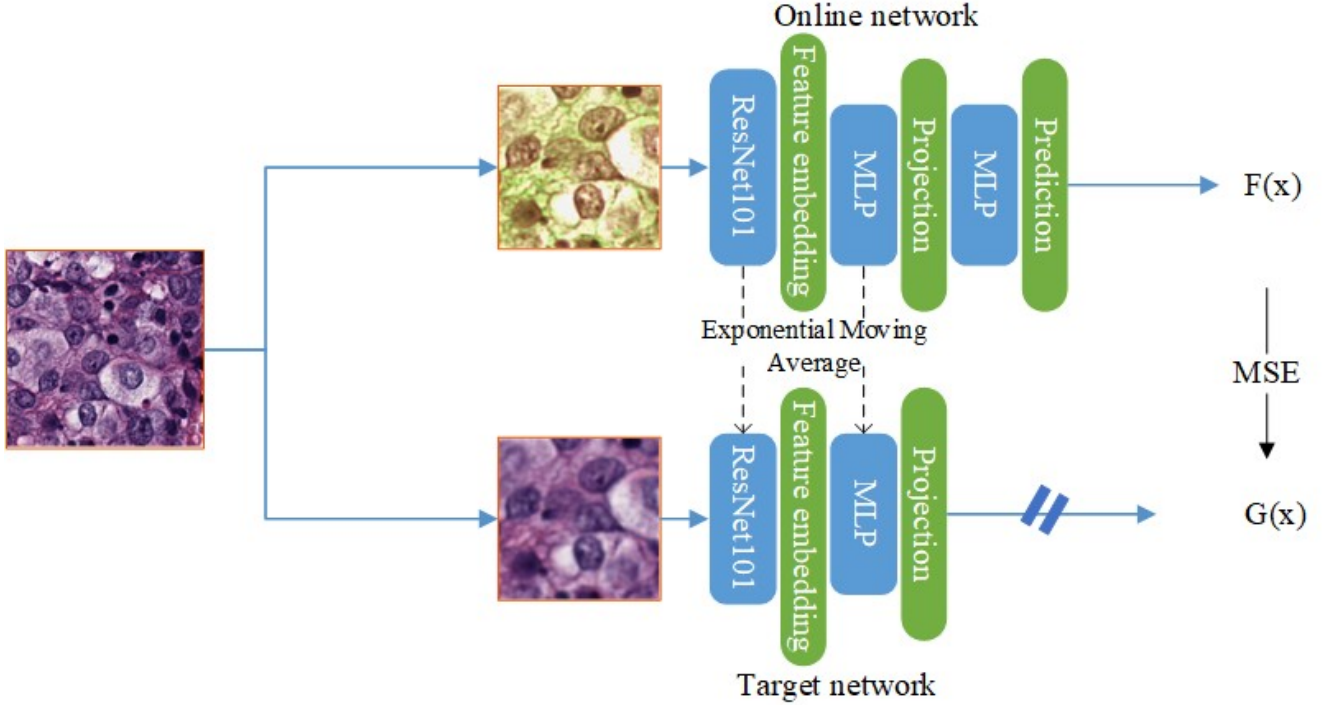 Online network
ResNet101
Feature embedding
MLP
Projection
MLP
Prediction
F(x)
Exponential Moving
Average
MSE
ResNet101
Feature embedding
MLP
Projection
G(x)
Target network